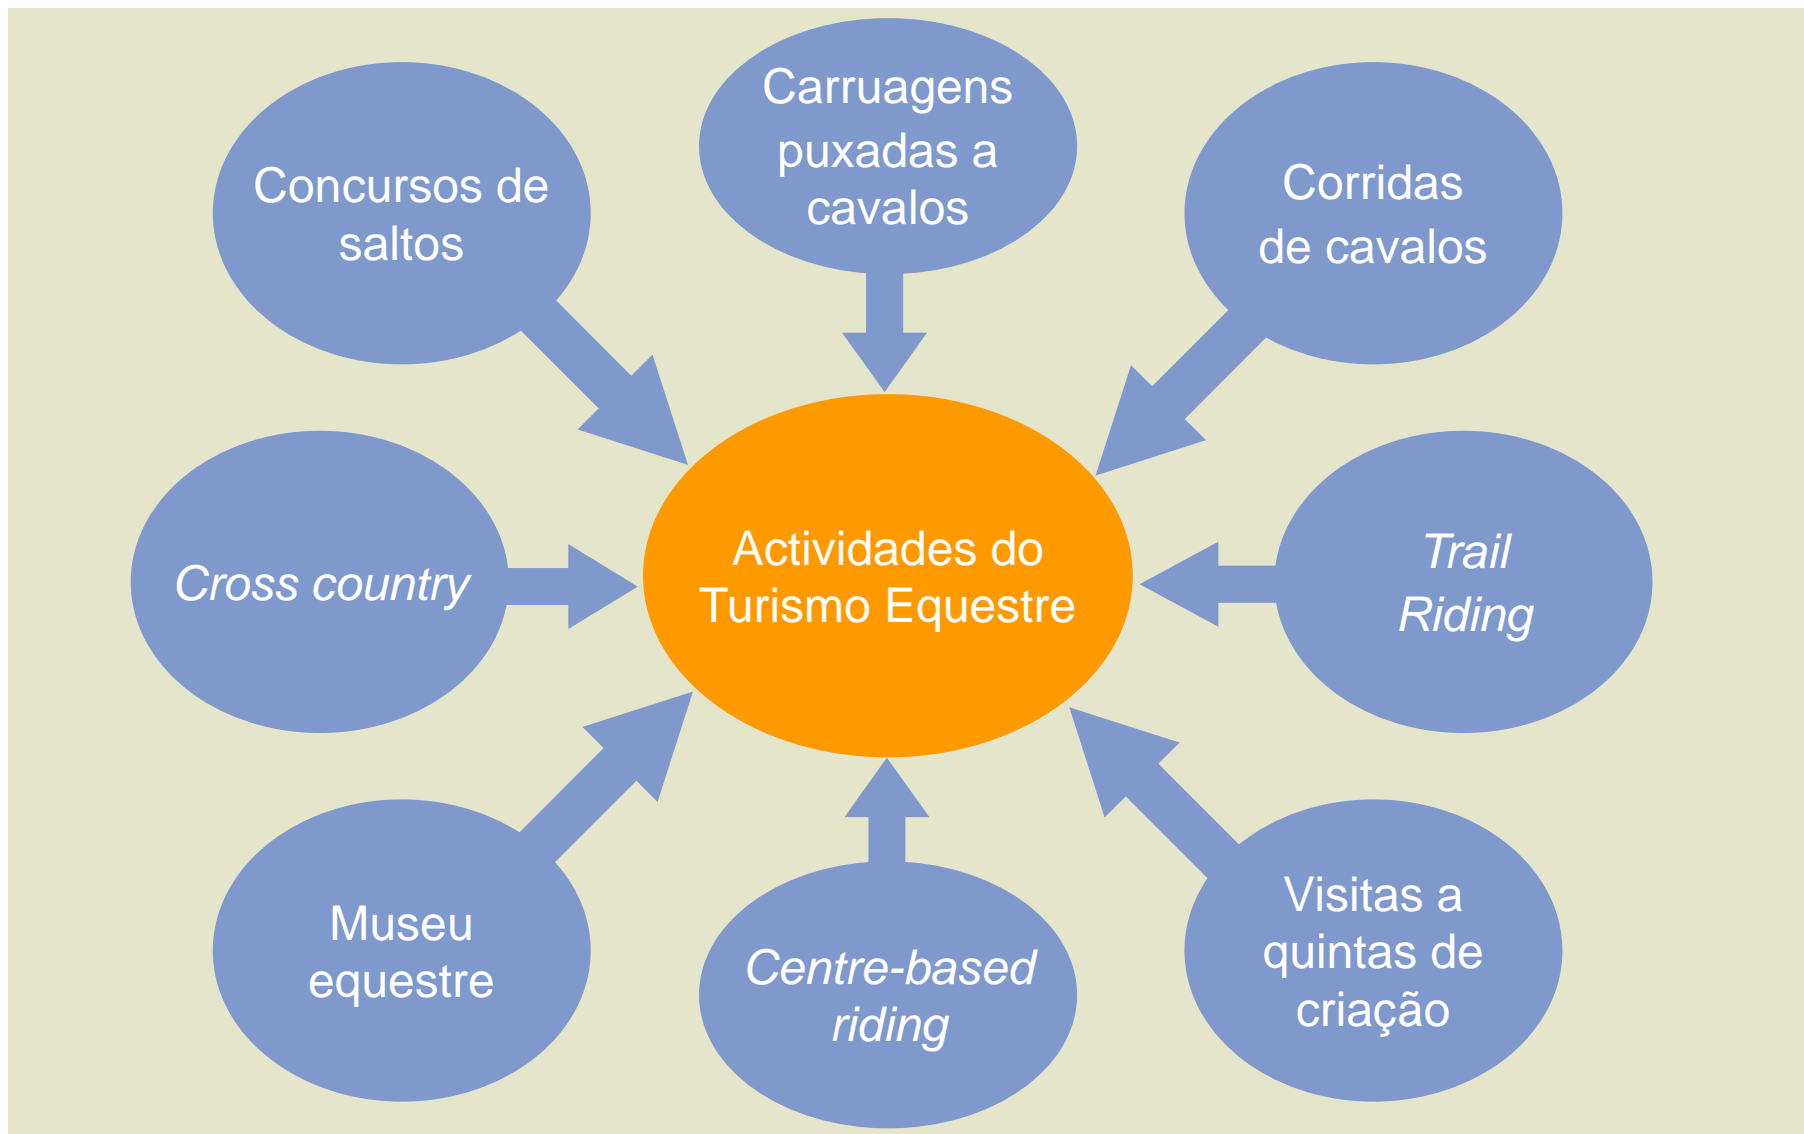 Carruagens
puxadas a
cavalos
Concursos de
saltos
Corridas
de cavalos
Cross country
Actividades do
Turismo Equestre
Trail
Riding
Museu
equestre
Centre-based
riding
Visitas a
quintas de
criação